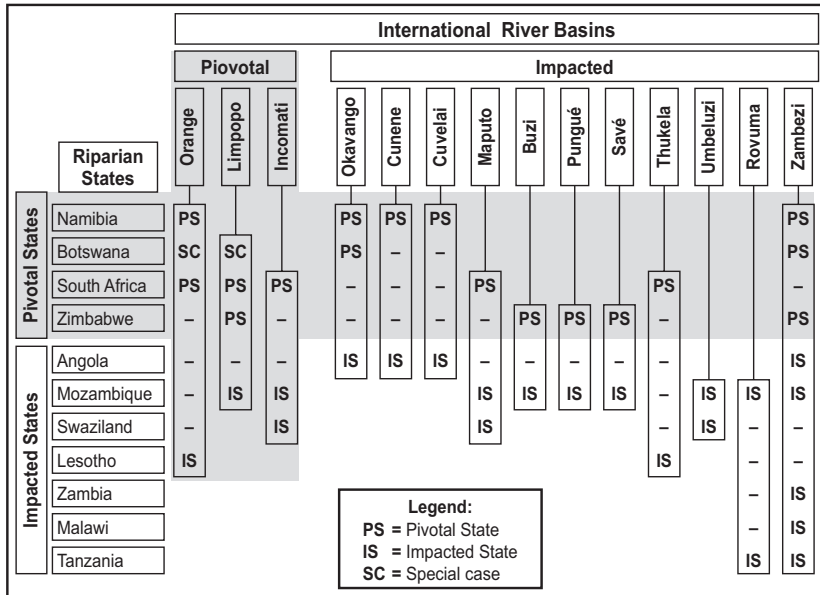 International River Basins
Piovotal Impacted
Orange Limpopo Incomati Okavango Cunene Cuvelai Maputo Buzi Pungué Savé Thukela Umbeluzi Rovuma Zambezi
Riparian
States
Pivotal States
Namibia PS PS PS PS PS
Botswana SC SC PS – – PS
South Africa PS PS PS – – – PS PS –
Zimbabwe – PS – – – – – PS PS PS – PS
Impacted States
Angola – – – IS IS IS – – – – – IS
Mozambique – IS IS IS IS IS IS – IS IS IS
Swaziland – IS IS – IS – –
Lesotho IS IS – –
Zambia – IS
Malawi – IS
Tanzania IS IS
Legend:
PS = Pivotal State
IS = Impacted State
SC = Special case